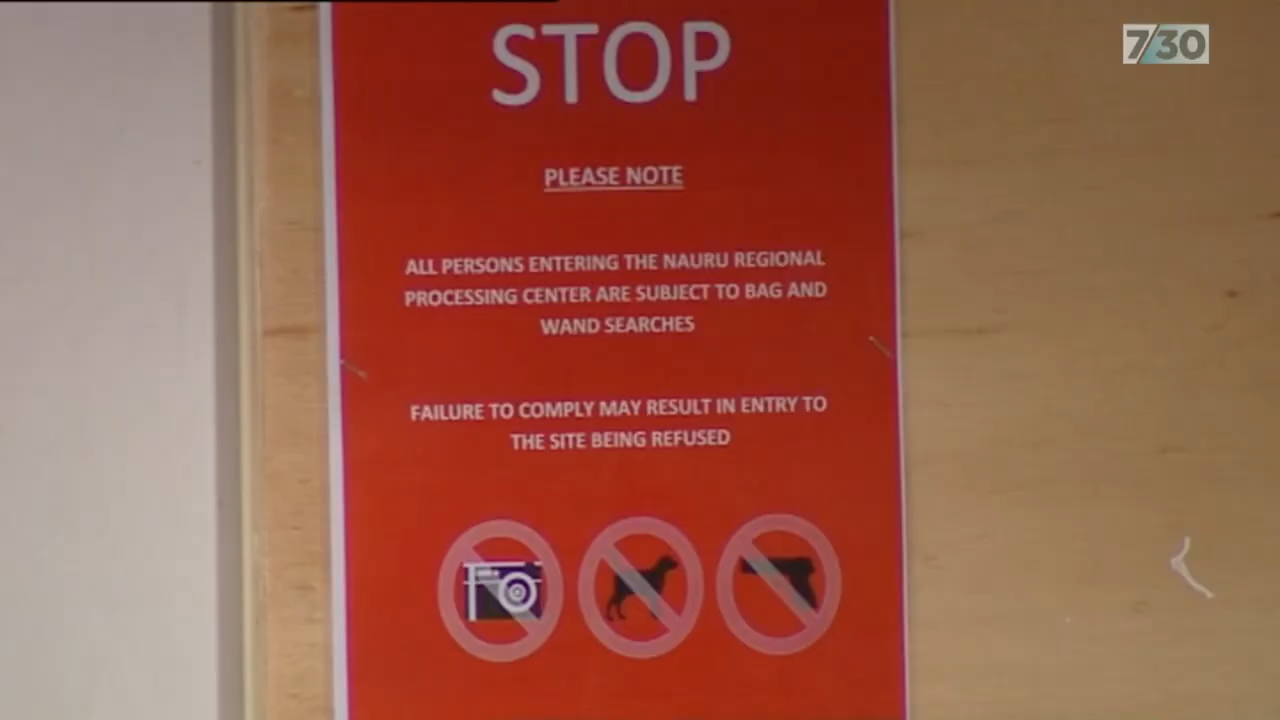 7/30
STOP
PLEASE NOTE
ALL PERSONS ENTERING THE NAURU REGIONAL
PROCESSING CENTER ARE SUBJECT TO BAG AND
WAND SEARCHES
FAILURE TO COMPLY MAY RESULT IN ENTRY TO
THE SITE BEING REFUSED